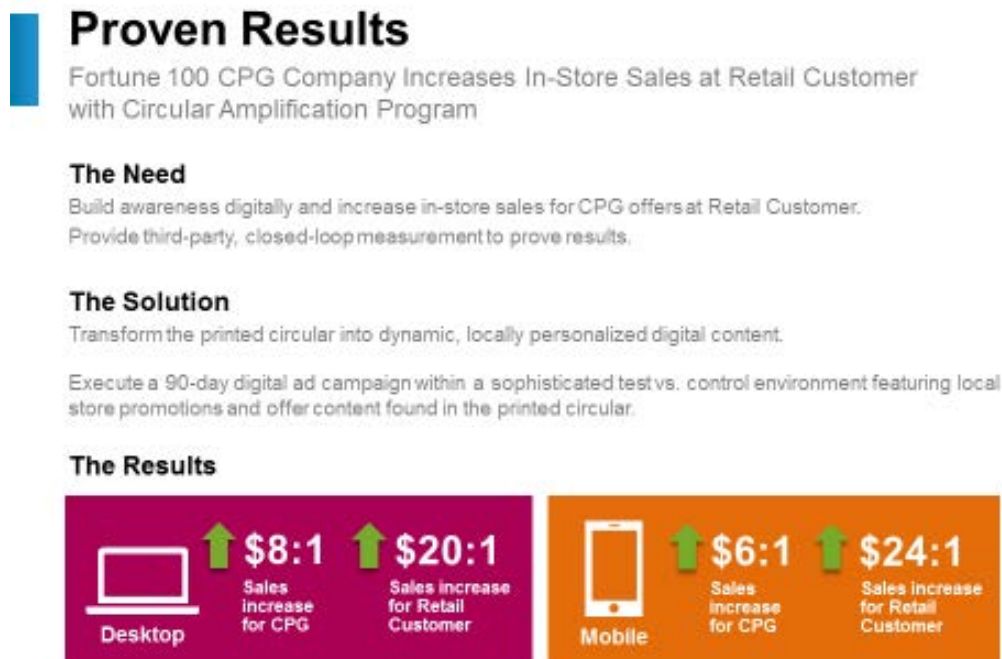 Proven Results
Fortune 100 CPG Company Increases In-Store Sales at Retail Customer
with Circular Amplification Program
The Need
Build awareness digitally and increase in-store sales for CPG offers at Retail Customer.
Provide third-party, closed-loop measurement to prove results.
The Solution
Transform the printed circular into dynamic, locally personalized digital content.
Execute a 90-day digital ad campaign within a sophisticated test vs. control environment featuring local
store promotions and offer content found in the printed circular.
The Results
Desktop
$8:1
Sales
increase
for CPG
$20:1
Sales increase
for Retail
Customer
Mobile
$6:1
Sales
increase
for CPG
$24:1
Sales increase
for Retail
Customer